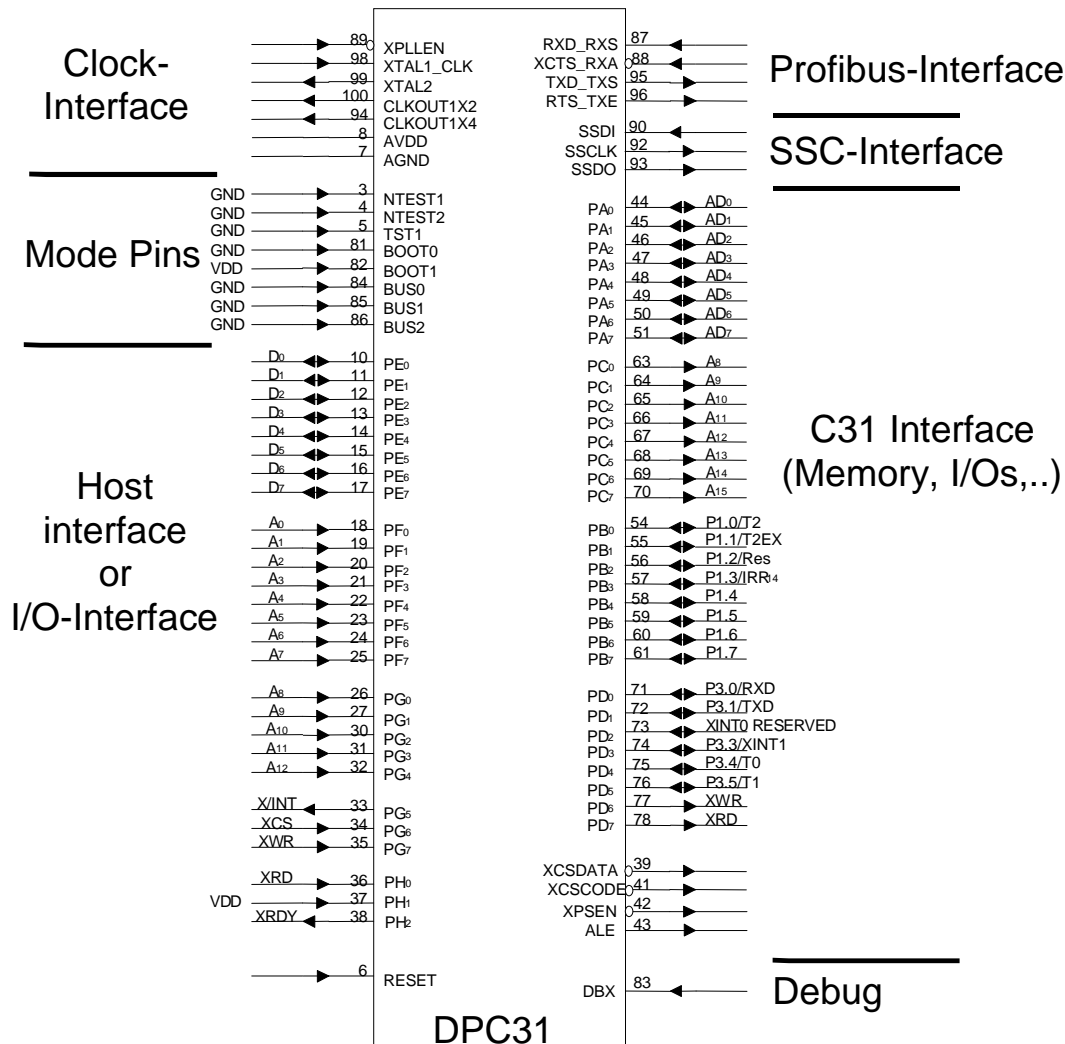 Clock-
Interface
89 XPLLEN
98 XTAL1_CLK
99 XTAL2
100 CLKOUT1X2
94 CLKOUT1X4
8 AVDD
7 AGND
Mode Pins
GND 3 NTEST1
GND 4 NTEST2
GND 5 TST1
GND 81 BOOT0
VDD 82 BOOT1
GND 84 BUS0
GND 85 BUS1
GND 86 BUS2
Host
interface
or
I/O-Interface
D0 10 PE0
D1 11 PE1
D2 12 PE2
D3 13 PE3
D4 14 PE4
D5 15 PE5
D6 16 PE6
D7 17 PE7
A0 18 PF0
A1 19 PF1
A2 20 PF2
A3 21 PF3
A4 22 PF4
A5 23 PF5
A6 24 PF6
A7 25 PF7
A8 26 PG0
A9 27 PG1
A10 30 PG2
A11 31 PG3
A12 32 PG4
X/INT 33 PG5
XCS 34 PG6
XWR 35 PG7
XRD 36 PH0
VDD 37 PH1
XRDY 38 PH2
6 RESET
RXD_RXS 87
XCTS_RXA 88
TXD_TXS 95
RTS_TXE 96
Profibus-Interface
SSDI 90
SSCLK 92
SSDO 93
SSC-Interface
PA0 44 AD0
PA1 45 AD1
PA2 46 AD2
PA3 47 AD3
PA4 48 AD4
PA5 49 AD5
PA6 50 AD6
PA7 51 AD7
PC0 63 A8
PC1 64 A9
PC2 65 A10
PC3 66 A11
PC4 67 A12
PC5 68 A13
PC6 69 A14
PC7 70 A15
C31 Interface
(Memory, I/Os,..)
PB0 54 P1.0/T2
PB1 55 P1.1/T2EX
PB2 56 P1.2/Res
PB3 57 P1.3/IRR14
PB4 58 P1.4
PB5 59 P1.5
PB6 60 P1.6
PB7 61 P1.7
PD0 71 P3.0/RXD
PD1 72 P3.1/TXD
PD2 73 XINT0 RESERVED
PD3 74 P3.3/XINT1
PD4 75 P3.4/T0
PD5 76 P3.5/T1
PD6 77 XWR
PD7 78 XRD
XCSDATA 39
XCSCODE 41
XPSEN 42
ALE 43
DBX 83
Debug
DPC31